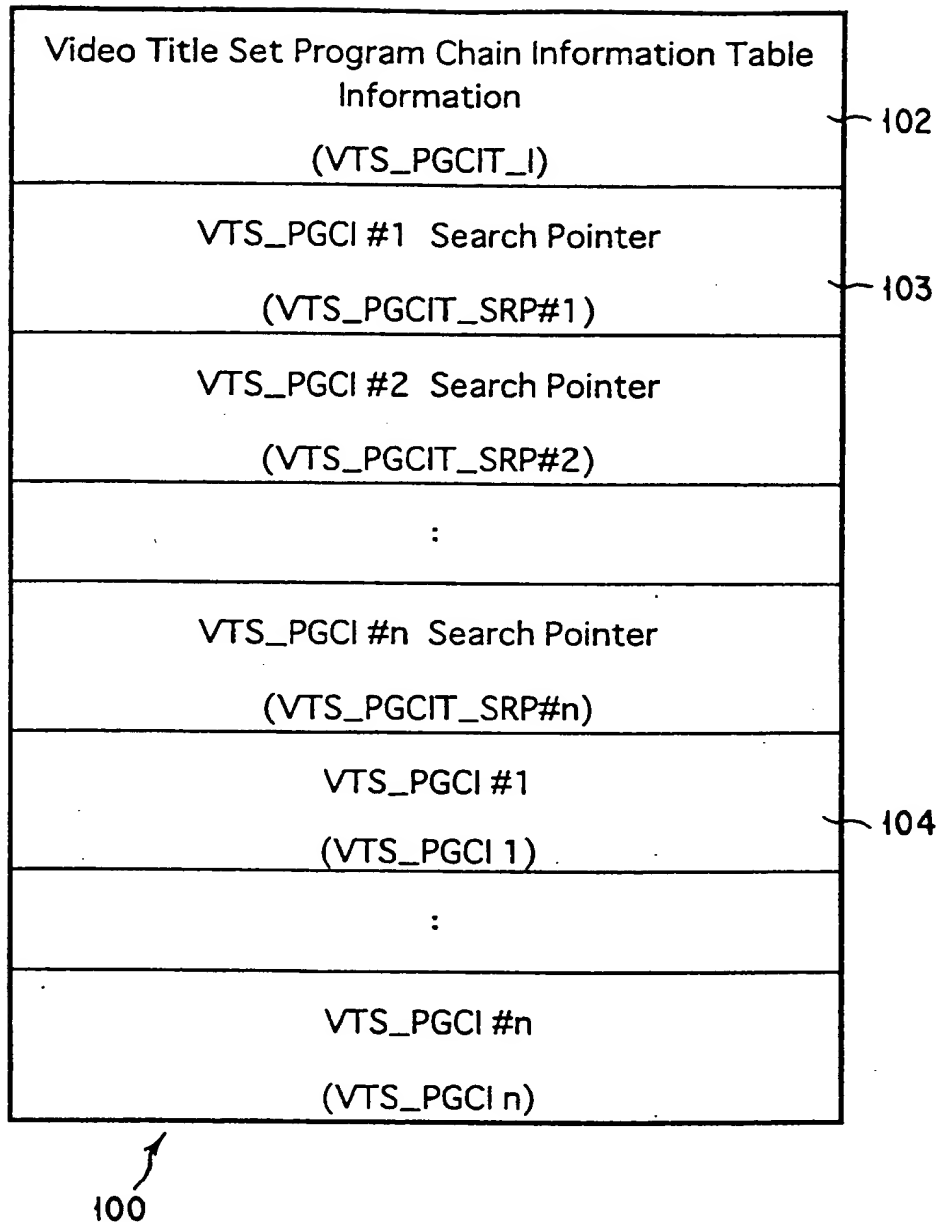 Video Title Set Program Chain Information Table
Information
(VTS_PGCIT_I)
102
VTS_PGCI #1 Search Pointer
(VTS_PGCIT_SRP#1)
103
VTS_PGCI #2 Search Pointer
(VTS_PGCIT_SRP#2)
:
VTS_PGCI #n Search Pointer
(VTS_PGCIT_SRP#n)
VTS_PGCI #1
(VTS_PGCI 1)
104
:
VTS_PGCI #n
(VTS_PGCI n)
100